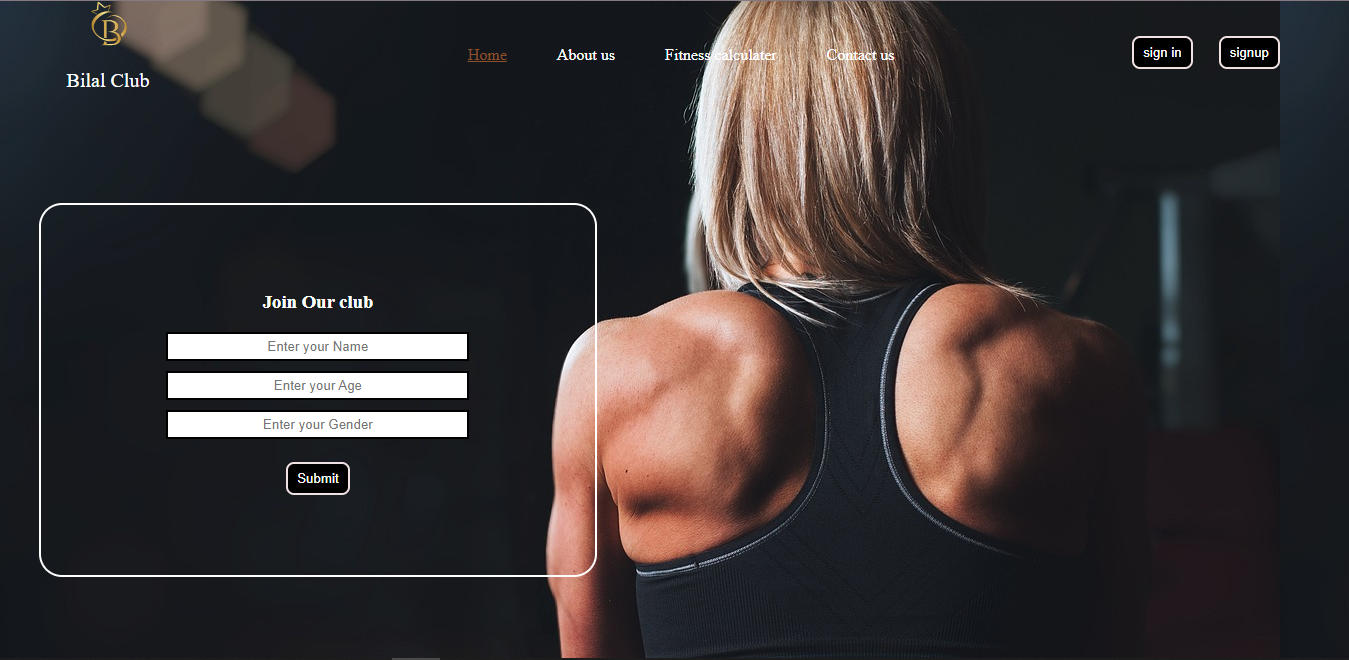 B
Bilal Club
Home
About us
Fitness calculater
Contact us
sign in
signup
Join Our club
Enter your Name
Enter your Age
Enter your Gender
Submit